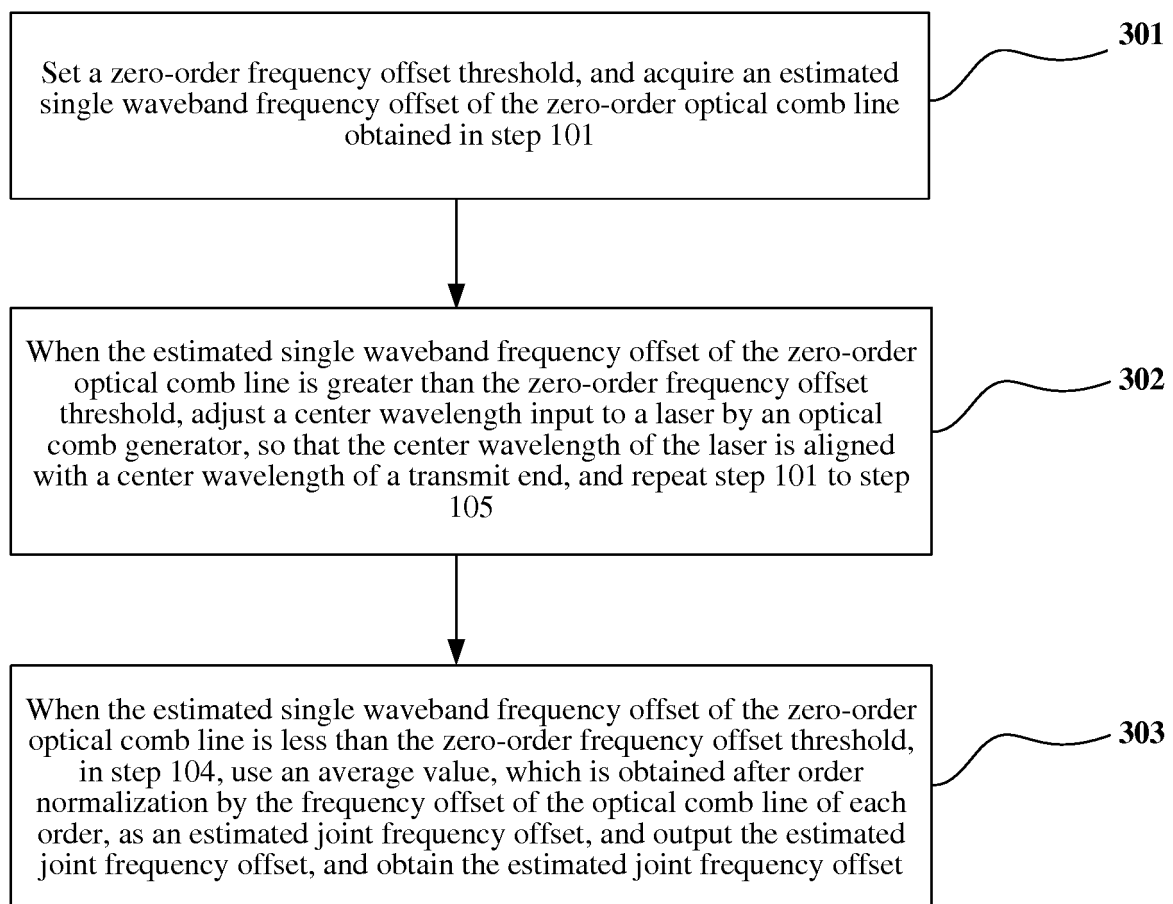 301
Set a zero-order frequency offset threshold, and acquire an estimated
single waveband frequency offset of the zero-order optical comb line
obtained in step 101
When the estimated single waveband frequency offset of the zero-order
optical comb line is greater than the zero-order frequency offset
threshold, adjust a center wavelength input to a laser by an optical
comb generator, so that the center wavelength of the laser is aligned
with a center wavelength of a transmit end, and repeat step 101 to step
105
302
When the estimated single waveband frequency offset of the zero-order
optical comb line is less than the zero-order frequency offset threshold,
in step 104, use an average value, which is obtained after order
normalization by the frequency offset of the optical comb line of each
order, as an estimated joint frequency offset, and output the estimated
joint frequency offset, and obtain the estimated joint frequency offset
303